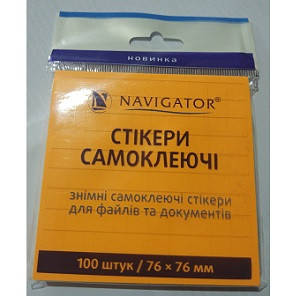 новинка
NAVIGATOR®
СТІКЕРИ
САМОКЛЕЮЧІ
знімні самоклеючі стікери
для файлів та документів
100 штук / 76 × 76 мм